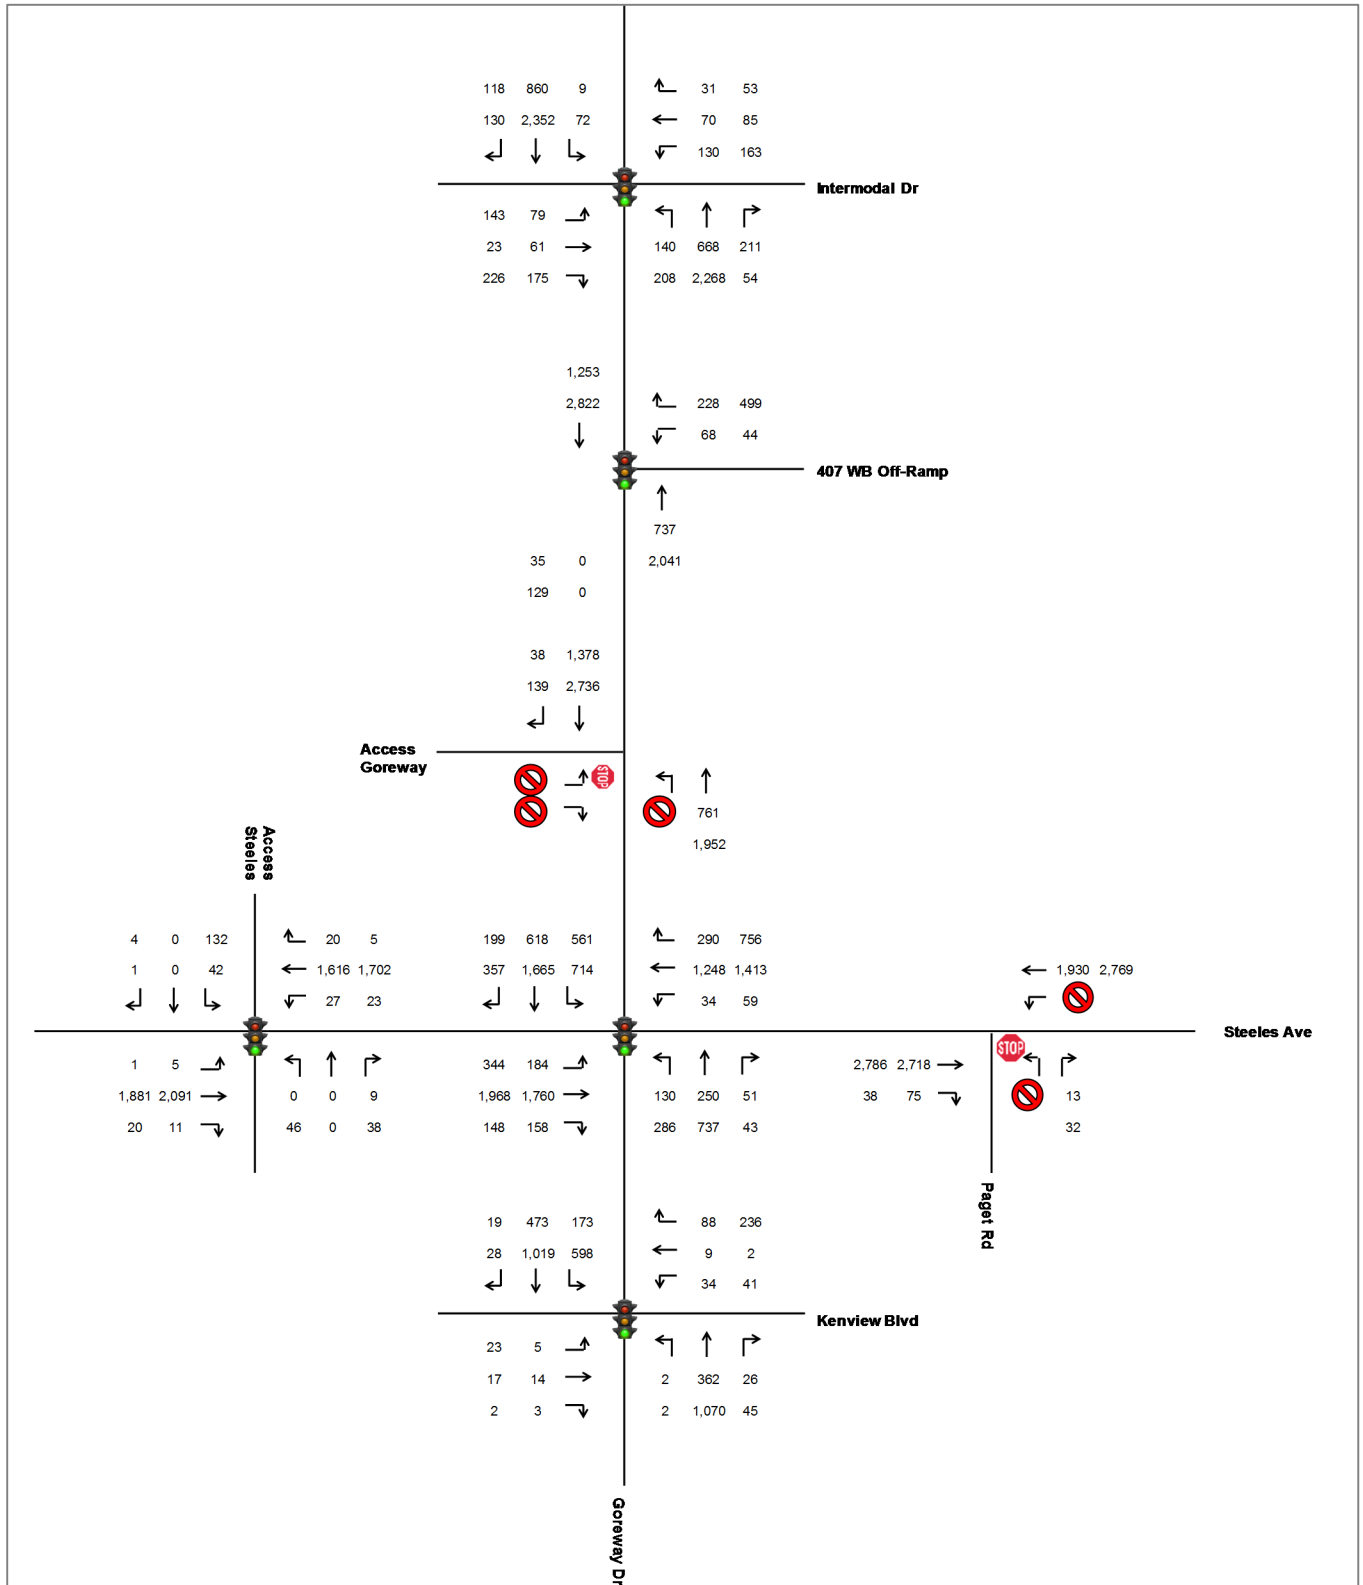 118 860 9 31 53
130 2,352 72 70 85
130 163
Intermodal Dr
143 79
23 61 140 668 211
226 175 208 2,268 54
1,253
2,822 228 499
68 44
407 WB Off-Ramp
737
35 0 2,041
129 0
38 1,378
139 2,736
Access
Goreway
STOP
761
1,952
Access
Steeles
4 0 132 20 5 199 618 561 290 756
1 0 42 1,616 1,702 357 1,665 714 1,248 1,413 1,930 2,769
27 23 34 59
Steeles Ave
STOP
1 5 344 184 2,786 2,718
1,881 2,091 0 0 9 1,968 1,760 130 250 51 38 75 13
20 11 46 0 38 148 158 286 737 43 32
Paget Rd
19 473 173 88 236
28 1,019 598 9 2
34 41
Kenview Blvd
23 5
17 14 2 362 26
2 3 2 1,070 45
Goreway Dr